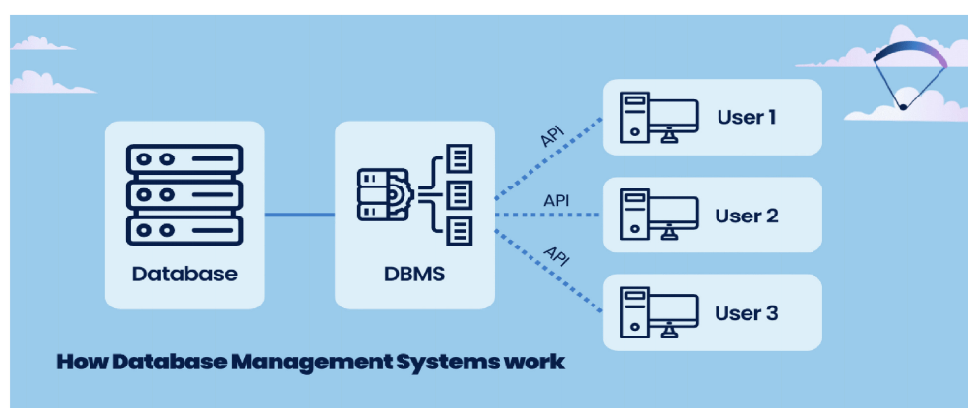 Database
DBMS
API
API
API
User 1
User 2
User 3
How Database Management Systems work